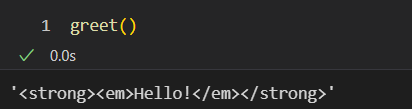 1 greet()
0.0s
'<strong><em>Hello!</em></strong>'